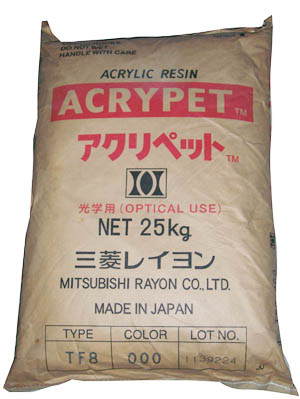 DO NOT WET
HANDLE WITH CARE
ACRYLIC RESIN
ACRYPET TM
アクリペット TM
光学用(OPTICAL USE)
NET 25kg
三菱レイヨン
MITSUBISHI RAYON CO.,LTD.
MADE IN JAPAN
TYPE COLOR LOT NO.
TF8 000 1139224